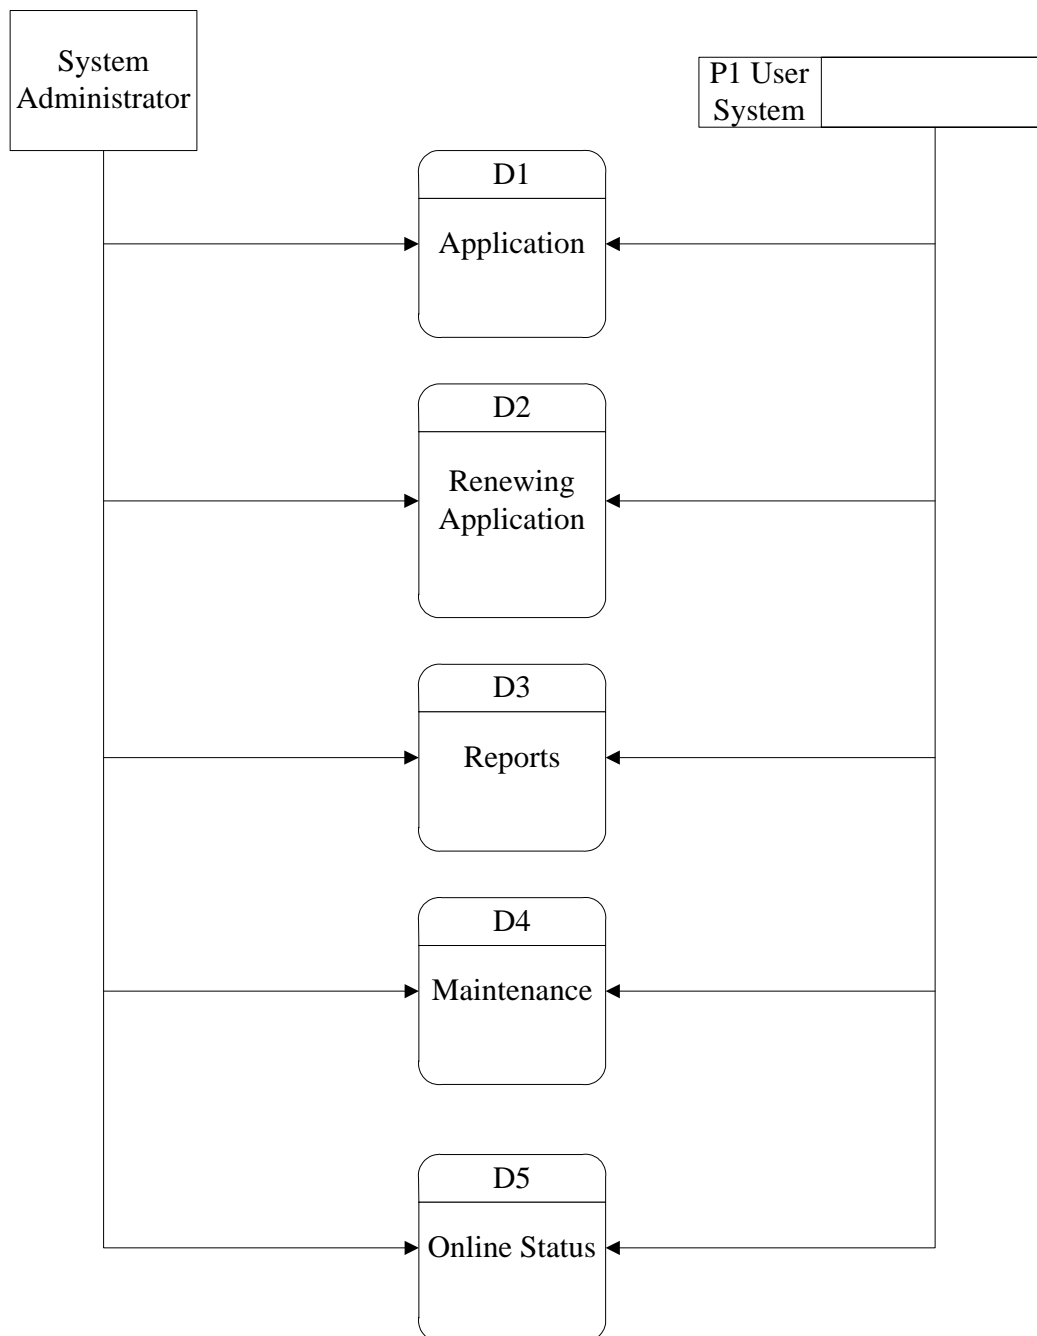 System
Administrator
P1 User
System
D1
Application
D2
Renewing
Application
D3
Reports
D4
Maintenance
D5
Online Status